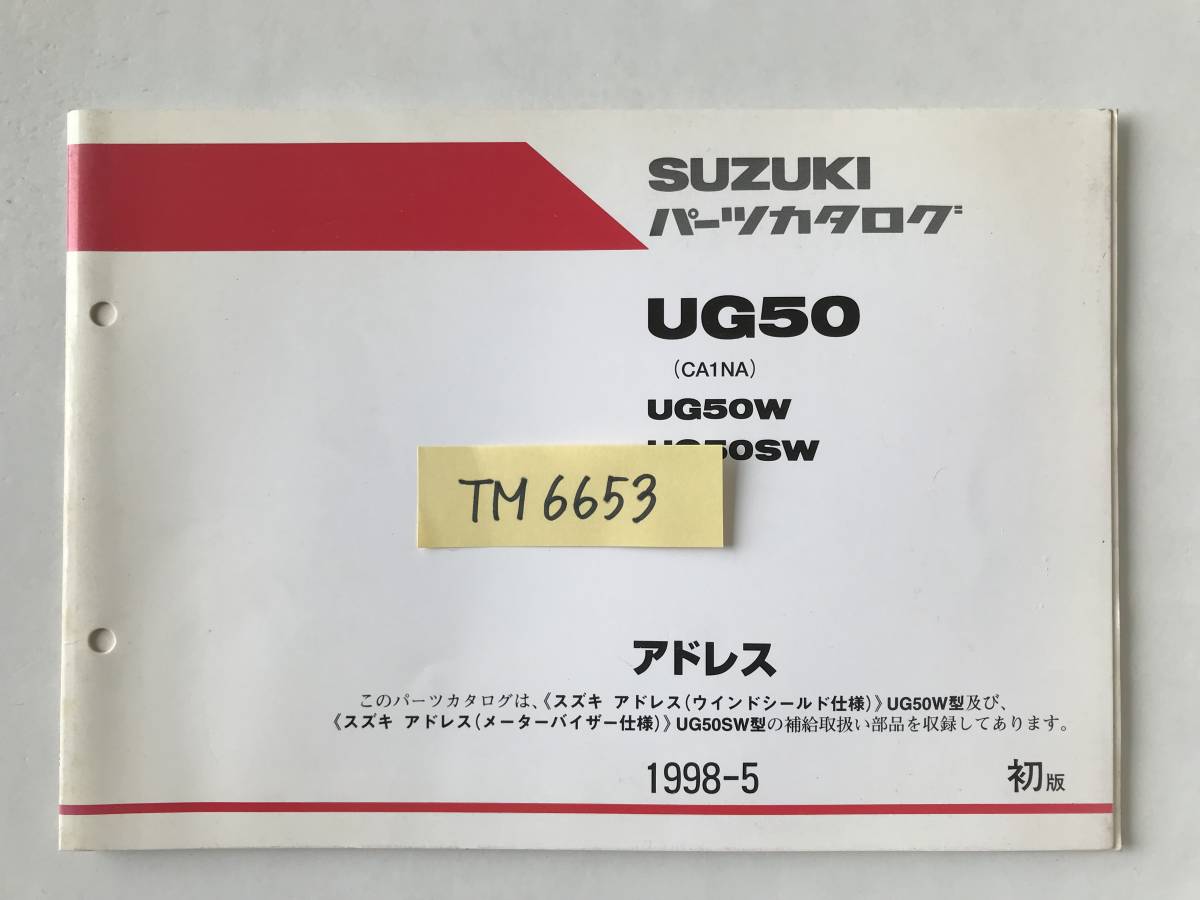 SUZUKI
パーツカタログ
UG50
(CA1NA)
UG50W
UG50SW
TM6653
アドレス
このパーツカタログは、《スズキ アドレス(ウインドシールド仕様)》UG50W型及び、
《スズキ アドレス(メーターバイザー仕様)》UG50SW型の補給取扱い部品を収録してあります。
1998-5 初版